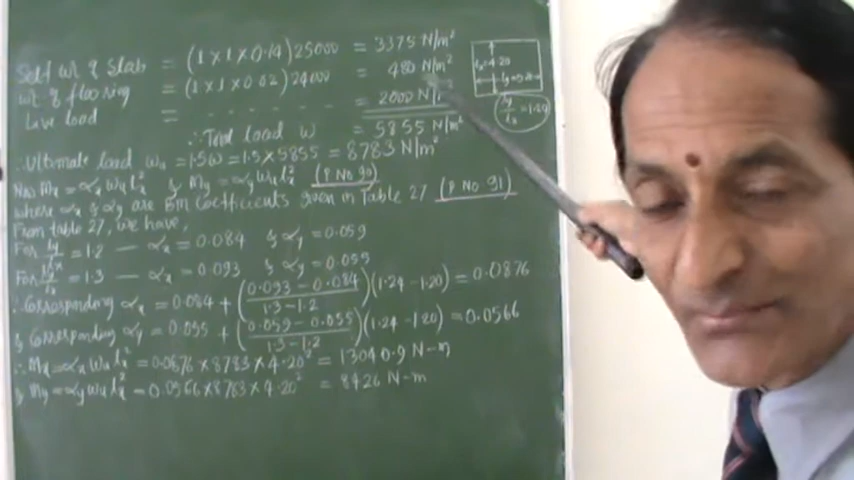 Self wt of slab = (1×1×0.14) 25000 = 3375 N/m²
wt of flooring = (1×1×0.02) 24000 = 480 N/m²
Live load = - - - - - - = 2000 N/
∴ Total load w = 5855 N/m²
∴ Ultimate load wu = 1.5w = 1.5×5855 = 8783 N/m²
Now Mx = αx wu lx² & My = αy wu lx² (P No 90)
where αx & αy are BM Coefficients given in Table 27 (P No 91)
From table 27, we have,
For ly/lx = 1.2 — αx = 0.084 & αy = 0.059
For ly/lx = 1.3 — αx = 0.093 & αy = 0.055
∴ Corresponding αx = 0.084 + ((0.093 - 0.084)/(1.3 - 1.2)) (1.24 - 1.20) = 0.0876
& Corresponding αy = 0.055 + ((0.059 - 0.055)/(1.3 - 1.2)) (1.24 - 1.20) = 0.0566
∴ Mx = αx wu lx² = 0.0876 × 8783 × 4.20² = 13040.9 N-m
& My = αy wu lx² = 0.0566 × 8783 × 4.20² = 8426 N-m
lx = 4.20
ly/lx =